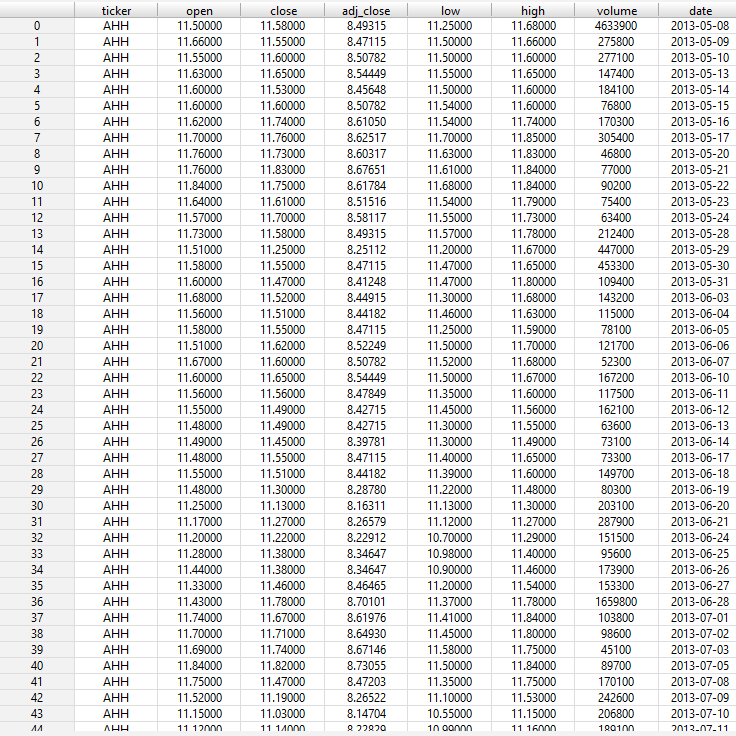 ticker open close adj_close low high volume date
0 AHH 11.50000 11.58000 8.49315 11.25000 11.68000 4633900 2013-05-08
1 AHH 11.66000 11.55000 8.47115 11.50000 11.66000 275800 2013-05-09
2 AHH 11.55000 11.60000 8.50782 11.50000 11.60000 277100 2013-05-10
3 AHH 11.63000 11.65000 8.54449 11.55000 11.65000 147400 2013-05-13
4 AHH 11.60000 11.53000 8.45648 11.50000 11.60000 184100 2013-05-14
5 AHH 11.60000 11.60000 8.50782 11.54000 11.60000 76800 2013-05-15
6 AHH 11.62000 11.74000 8.61050 11.54000 11.74000 170300 2013-05-16
7 AHH 11.70000 11.76000 8.62517 11.70000 11.85000 305400 2013-05-17
8 AHH 11.76000 11.73000 8.60317 11.63000 11.83000 46800 2013-05-20
9 AHH 11.76000 11.83000 8.67651 11.61000 11.84000 77000 2013-05-21
10 AHH 11.84000 11.75000 8.61784 11.68000 11.84000 90200 2013-05-22
11 AHH 11.64000 11.61000 8.51516 11.54000 11.79000 75400 2013-05-23
12 AHH 11.57000 11.70000 8.58117 11.55000 11.73000 63400 2013-05-24
13 AHH 11.73000 11.58000 8.49315 11.57000 11.78000 212400 2013-05-28
14 AHH 11.51000 11.25000 8.25112 11.20000 11.67000 447000 2013-05-29
15 AHH 11.58000 11.55000 8.47115 11.47000 11.65000 453300 2013-05-30
16 AHH 11.60000 11.47000 8.41248 11.47000 11.80000 109400 2013-05-31
17 AHH 11.68000 11.52000 8.44915 11.30000 11.68000 143200 2013-06-03
18 AHH 11.56000 11.51000 8.44182 11.46000 11.63000 115000 2013-06-04
19 AHH 11.58000 11.55000 8.47115 11.25000 11.59000 78100 2013-06-05
20 AHH 11.51000 11.62000 8.52249 11.50000 11.70000 121700 2013-06-06
21 AHH 11.67000 11.60000 8.50782 11.52000 11.68000 52300 2013-06-07
22 AHH 11.60000 11.65000 8.54449 11.50000 11.67000 167200 2013-06-10
23 AHH 11.56000 11.56000 8.47849 11.35000 11.60000 117500 2013-06-11
24 AHH 11.55000 11.49000 8.42715 11.45000 11.56000 162100 2013-06-12
25 AHH 11.48000 11.49000 8.42715 11.30000 11.55000 63600 2013-06-13
26 AHH 11.49000 11.45000 8.39781 11.30000 11.49000 73100 2013-06-14
27 AHH 11.48000 11.55000 8.47115 11.40000 11.65000 73300 2013-06-17
28 AHH 11.55000 11.51000 8.44182 11.39000 11.60000 149700 2013-06-18
29 AHH 11.48000 11.30000 8.28780 11.22000 11.48000 80300 2013-06-19
30 AHH 11.25000 11.13000 8.16311 11.13000 11.30000 203100 2013-06-20
31 AHH 11.17000 11.27000 8.26579 11.12000 11.27000 287900 2013-06-21
32 AHH 11.20000 11.22000 8.22912 10.70000 11.29000 151500 2013-06-24
33 AHH 11.28000 11.38000 8.34647 10.98000 11.40000 95600 2013-06-25
34 AHH 11.44000 11.38000 8.34647 10.90000 11.46000 173900 2013-06-26
35 AHH 11.33000 11.46000 8.46465 11.20000 11.54000 153300 2013-06-27
36 AHH 11.43000 11.78000 8.70101 11.37000 11.78000 1659800 2013-06-28
37 AHH 11.74000 11.67000 8.61976 11.41000 11.84000 103800 2013-07-01
38 AHH 11.70000 11.71000 8.64930 11.45000 11.80000 98600 2013-07-02
39 AHH 11.69000 11.74000 8.67146 11.58000 11.75000 45100 2013-07-03
40 AHH 11.84000 11.82000 8.73055 11.50000 11.84000 89700 2013-07-05
41 AHH 11.75000 11.47000 8.47203 11.35000 11.75000 170100 2013-07-08
42 AHH 11.52000 11.19000 8.26522 11.10000 11.53000 242600 2013-07-09
43 AHH 11.15000 11.03000 8.14704 10.55000 11.15000 206800 2013-07-10
44 AHH 11.12000 11.14000 8.22829 10.99000 11.16000 189100 2013-07-11